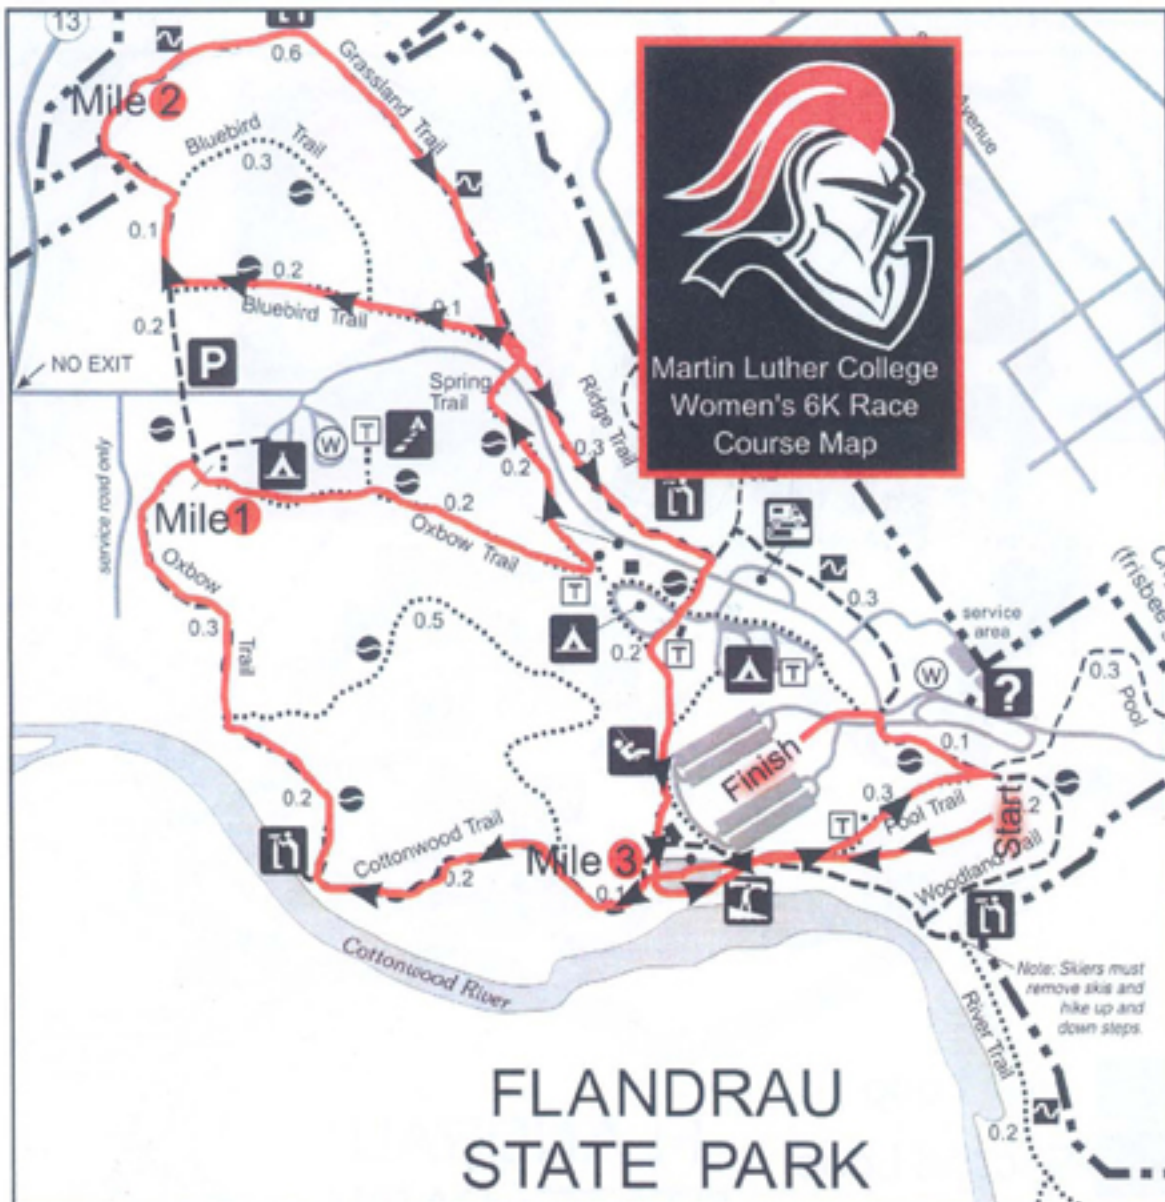 13
0.6
Grassland Trail
Mile 2
Bluebird Trail
0.3
0.1
0.2
Bluebird Trail
0.1
0.2
Avenue
Martin Luther College
Women's 6K Race
Course Map
NO EXIT
P
Spring
Trail
Ridge Trail
0.3
W
T
0.2
service road only
Mile 1
0.2
Oxbow Trail
Oxbow
Trail
0.3
0.5
T
0.2
T
T
0.3
service
area
W
?
(frisbee
0.3
Pool
0.1
Finish
0.3
T
Pool Trail
Start
2
Woodland Trail
0.2
Cottonwood Trail
0.2
Mile 3
0.1
Cottonwood River
Note: Skiers must
remove skis and
hike up and
down steps.
River Trail
0.2
FLANDRAU
STATE PARK